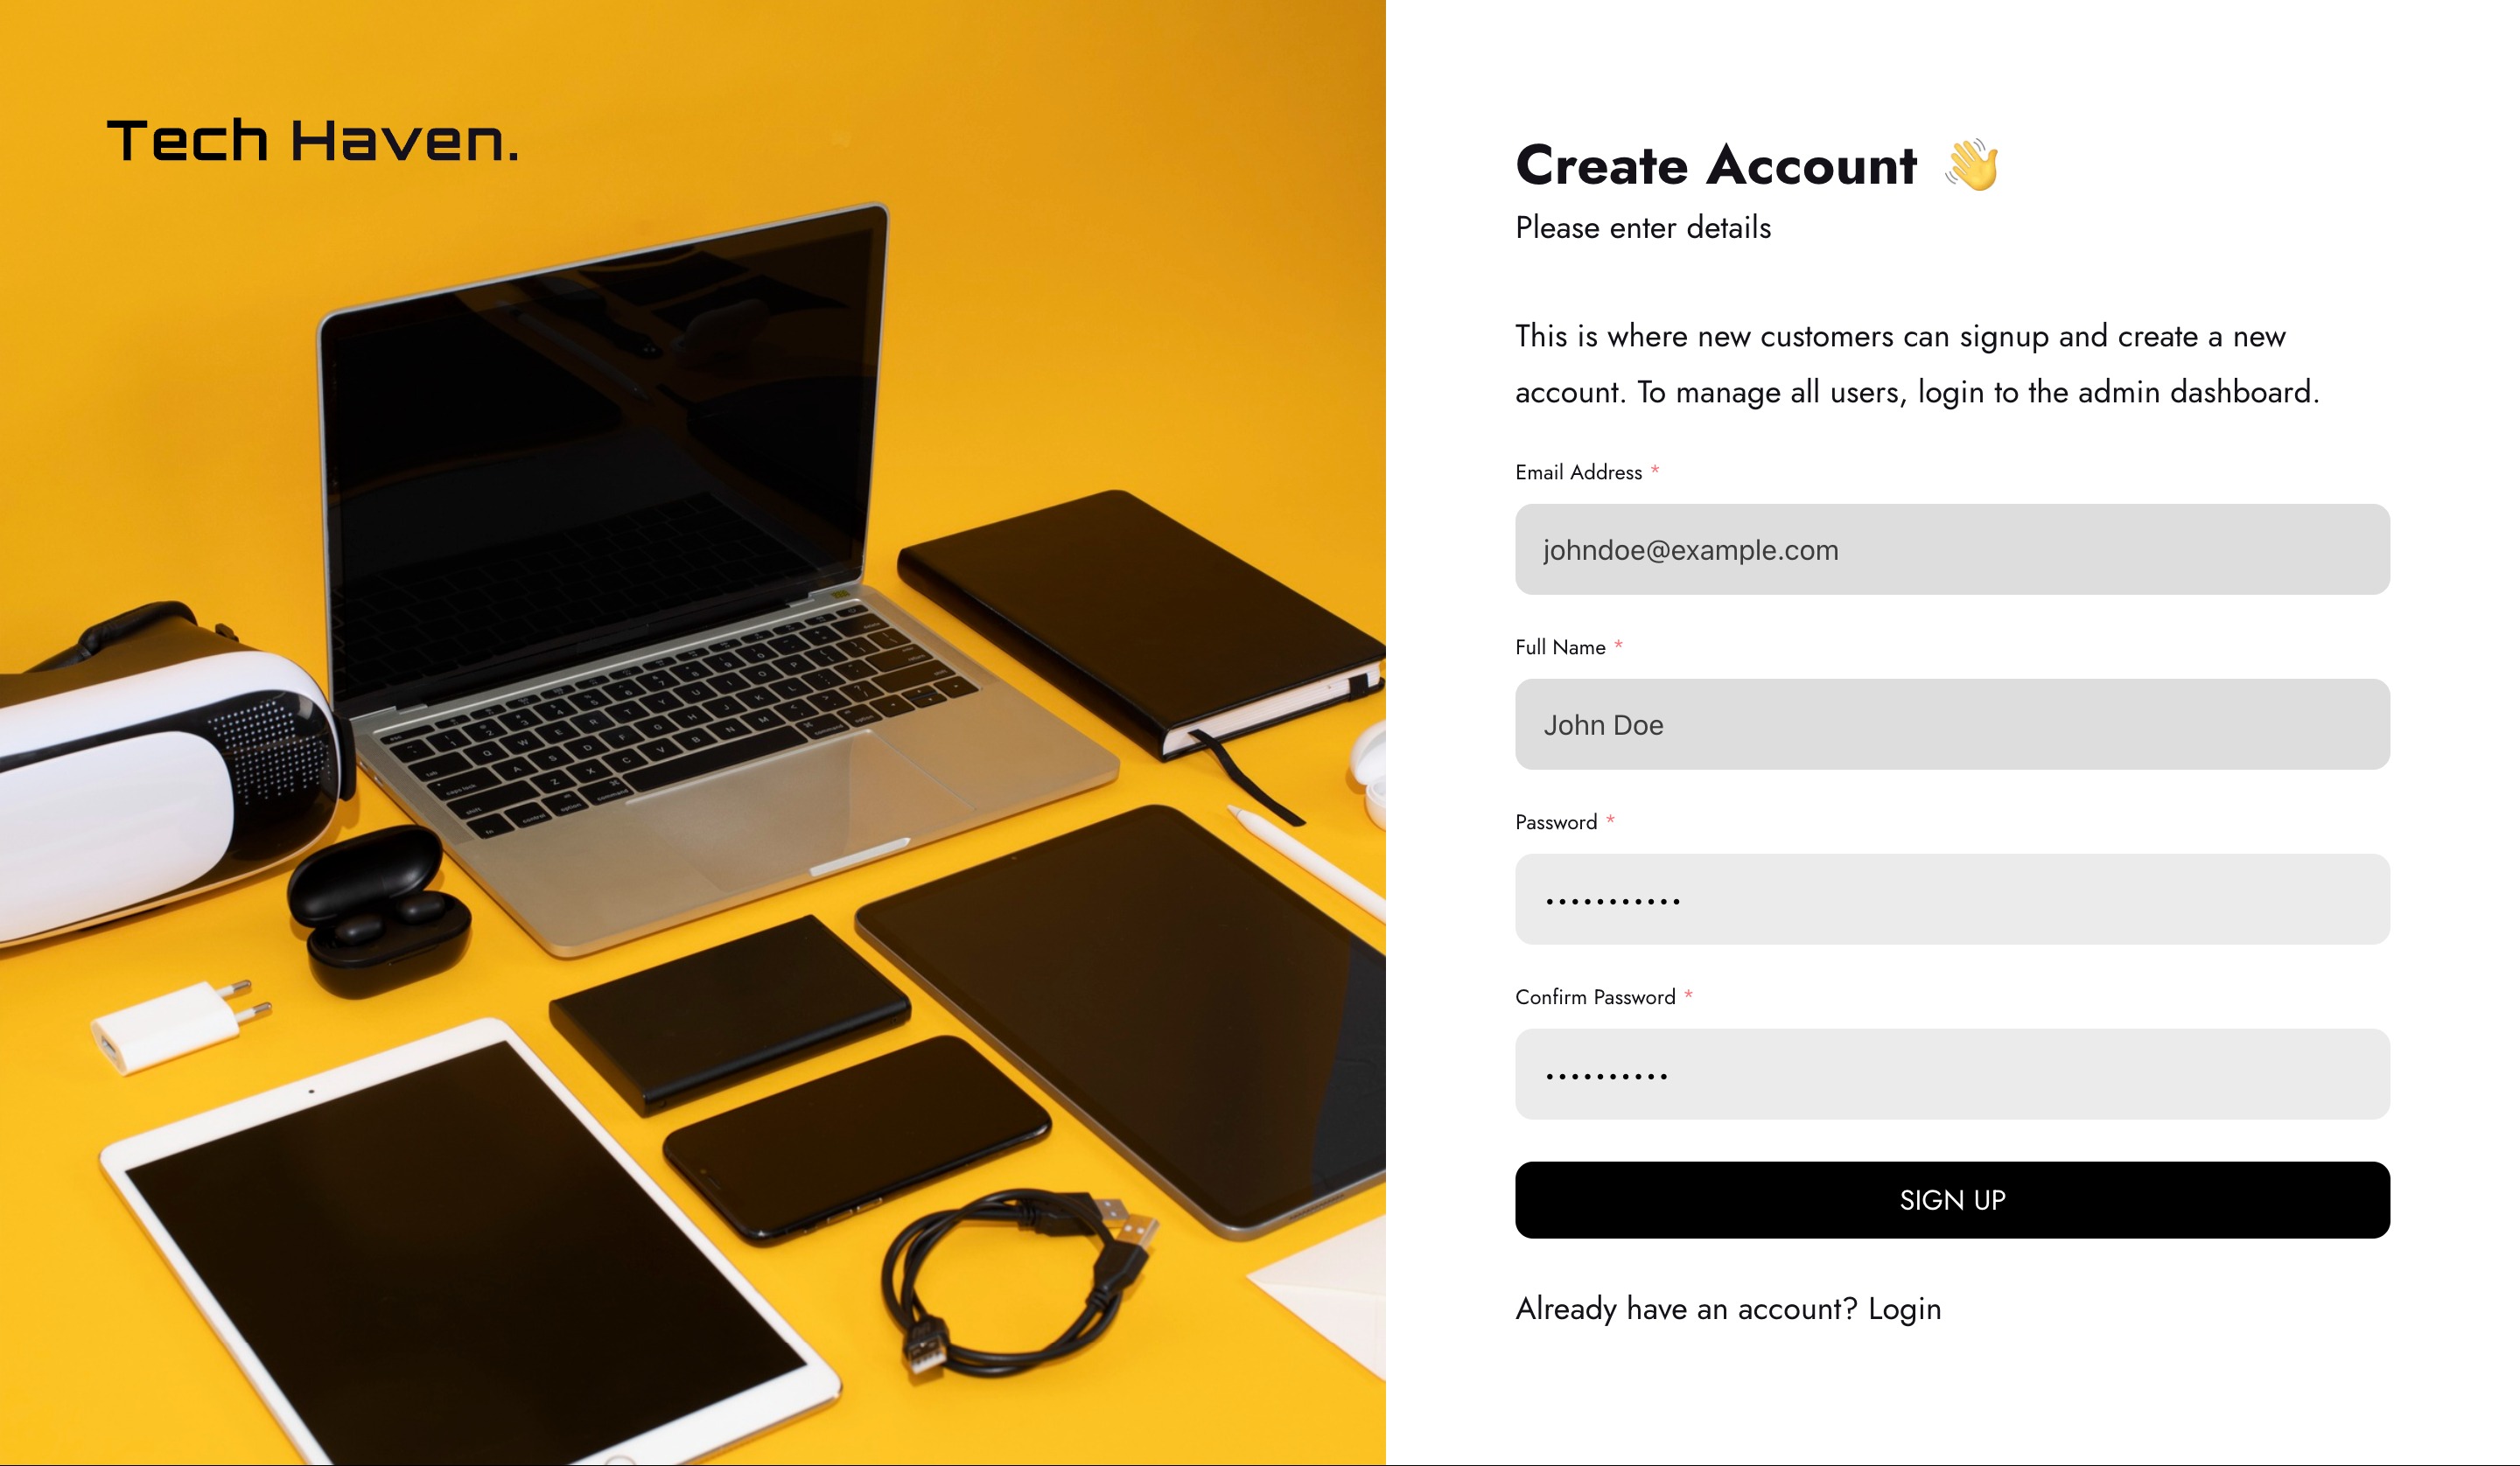 Tech Haven.
Create Account 👋
Please enter details
This is where new customers can signup and create a new
account. To manage all users, login to the admin dashboard.
Email Address *
johndoe@example.com
Full Name *
John Doe
Password *
•••••••••••
Confirm Password *
••••••••••
SIGN UP
Already have an account? Login